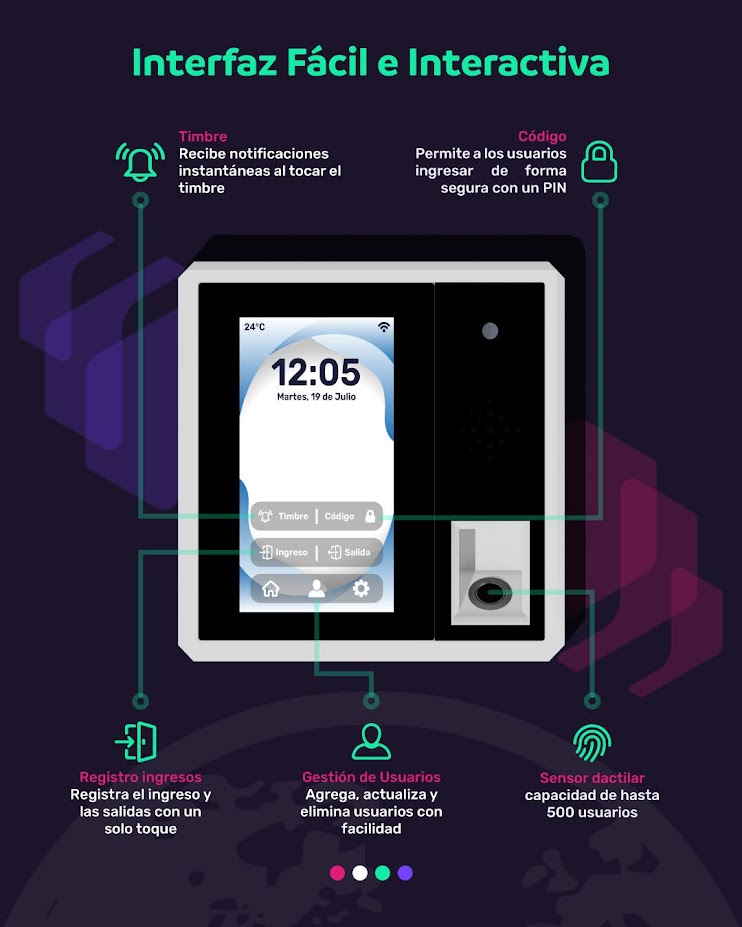 Interfaz Fácil e Interactiva
Timbre
Recibe notificaciones
instantáneas al tocar el
timbre
Código
Permite a los usuarios
ingresar de forma
segura con un PIN
24°C
12:05
Martes, 19 de Julio
Timbre | Código
Ingreso | Salida
Registro ingresos
Registra el ingreso y
las salidas con un
solo toque
Gestión de Usuarios
Agrega, actualiza y
elimina usuarios con
facilidad
Sensor dactilar
capacidad de hasta
500 usuarios